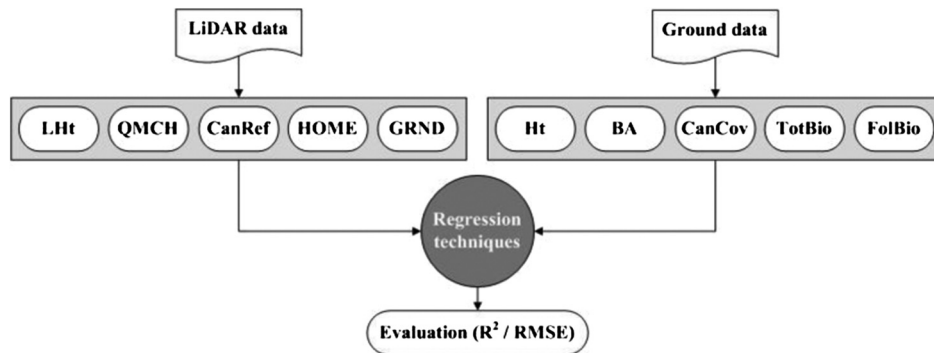 LiDAR data
Ground data
LHt QMCH CanRef HOME GRND
Ht BA CanCov TotBio FolBio
Regression
techniques
Evaluation (R² / RMSE)